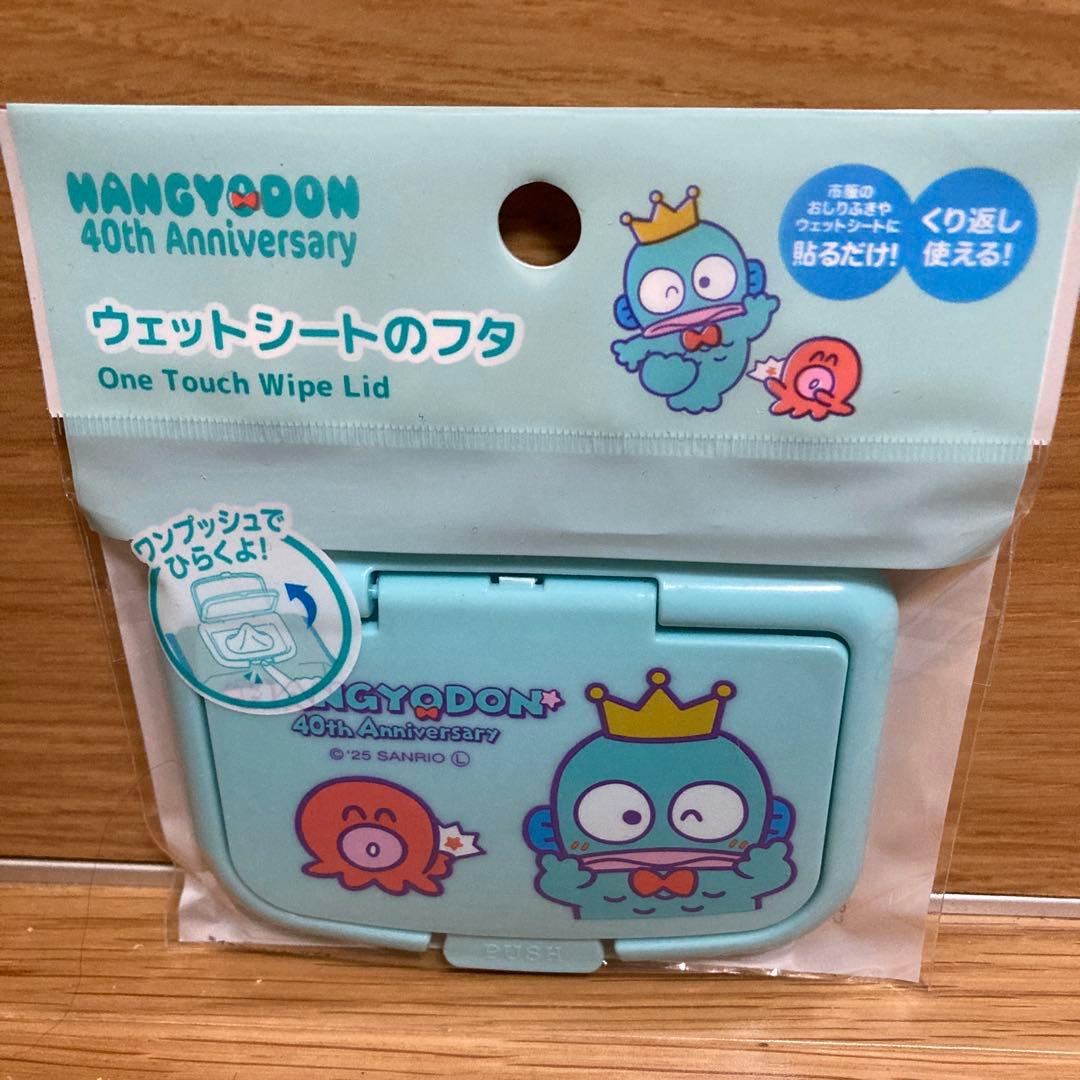 HANGYODON
40th Anniversary
ウェットシートのフタ
One Touch Wipe Lid
市販の
おしりふきや
ウェットシートに
貼るだけ!
くり返し
使える!
ワンプッシュで
ひらくよ!
NGYODON
40th Anniversary
©'25 SANRIO Ⓛ
PUSH